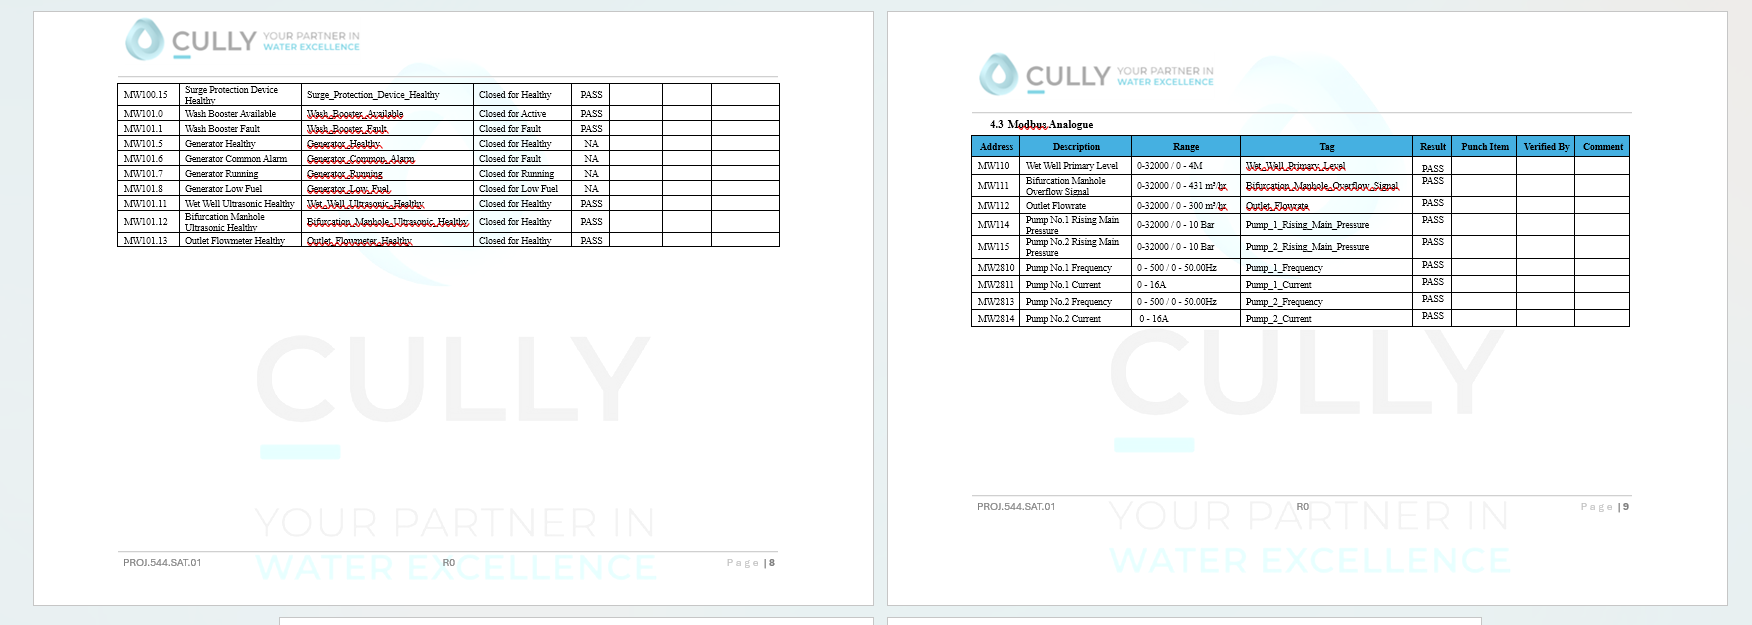 CULLY YOUR PARTNER IN
WATER EXCELLENCE
MW100.15 Surge Protection Device Healthy Surge_Protection_Device_Healthy Closed for Healthy PASS
MW101.0 Wash Booster Available Wash_Booster_Available Closed for Active PASS
MW101.1 Wash Booster Fault Wash_Booster_Fault Closed for Fault PASS
MW101.5 Generator Healthy Generator_Healthy Closed for Healthy NA
MW101.6 Generator Common Alarm Generator_Common_Alarm Closed for Fault NA
MW101.7 Generator Running Generator_Running Closed for Running NA
MW101.8 Generator Low Fuel Generator_Low_Fuel Closed for Low Fuel NA
MW101.11 Wet Well Ultrasonic Healthy Wet_Well_Ultrasonic_Healthy Closed for Healthy PASS
MW101.12 Bifurcation Manhole Ultrasonic Healthy Bifurcation_Manhole_Ultrasonic_Healthy Closed for Healthy PASS
MW101.13 Outlet Flowmeter Healthy Outlet_Flowmeter_Healthy Closed for Healthy PASS
CULLY
YOUR PARTNER IN
WATER EXCELLENCE
PROJ.544.SAT.01 R0 Page | 8
CULLY YOUR PARTNER IN
WATER EXCELLENCE
4.3 Modbus Analogue
Address Description Range Tag Result Punch Item Verified By Comment
MW110 Wet Well Primary Level 0-32000 / 0 - 4M Wet_Well_Primary_Level PASS
MW111 Bifurcation Manhole Overflow Signal 0-32000 / 0 - 431 m³/hr Bifurcation_Manhole_Overflow_Signal PASS
MW112 Outlet Flowrate 0-32000 / 0 - 300 m³/hr Outlet_Flowrate PASS
MW114 Pump No.1 Rising Main Pressure 0-32000 / 0 - 10 Bar Pump_1_Rising_Main_Pressure PASS
MW115 Pump No.2 Rising Main Pressure 0-32000 / 0 - 10 Bar Pump_2_Rising_Main_Pressure PASS
MW2810 Pump No.1 Frequency 0 - 500 / 0 - 50.00Hz Pump_1_Frequency PASS
MW2811 Pump No.1 Current 0 - 16A Pump_1_Current PASS
MW2813 Pump No.2 Frequency 0 - 500 / 0 - 50.00Hz Pump_2_Frequency PASS
MW2814 Pump No.2 Current 0 - 16A Pump_2_Current PASS
CULLY
YOUR PARTNER IN
WATER EXCELLENCE
PROJ.544.SAT.01 R0 Page | 9